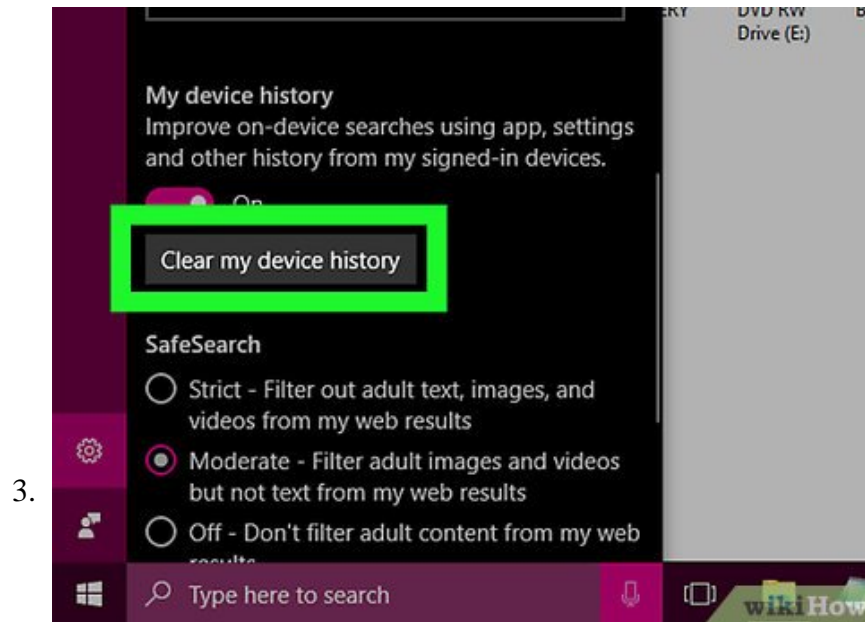 DVD RW
Drive (E:)
My device history
Improve on-device searches using app, settings
and other history from my signed-in devices.
On
Clear my device history
SafeSearch
Strict - Filter out adult text, images, and
videos from my web results
Moderate - Filter adult images and videos
3.
but not text from my web results
Off - Don't filter adult content from my web
results
Type here to search
wikiHow